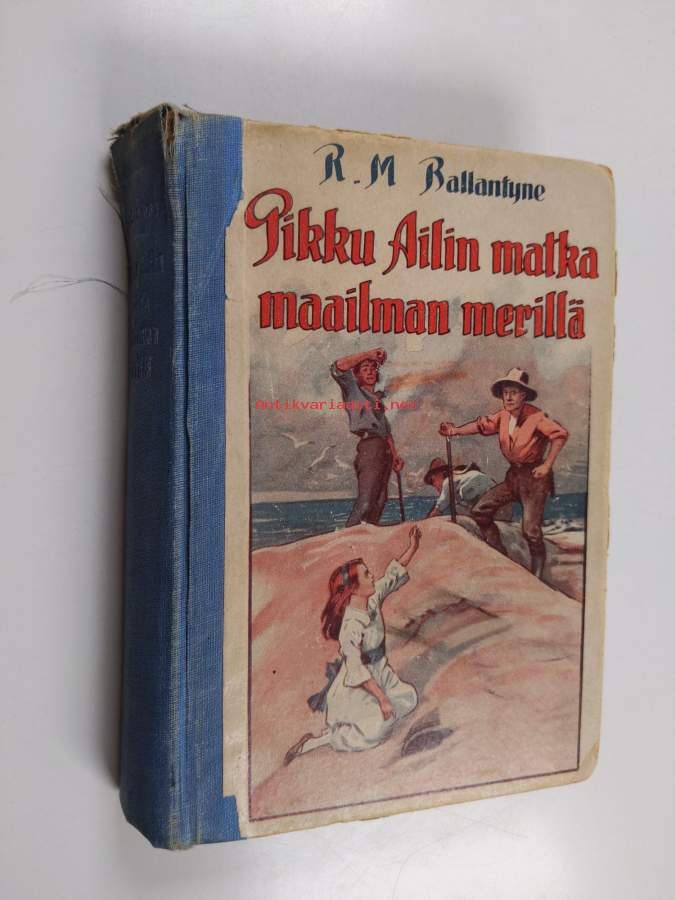 R. M Ballantyne
Pikku Ailin matka
maailman merillä
antikvariaatti.net